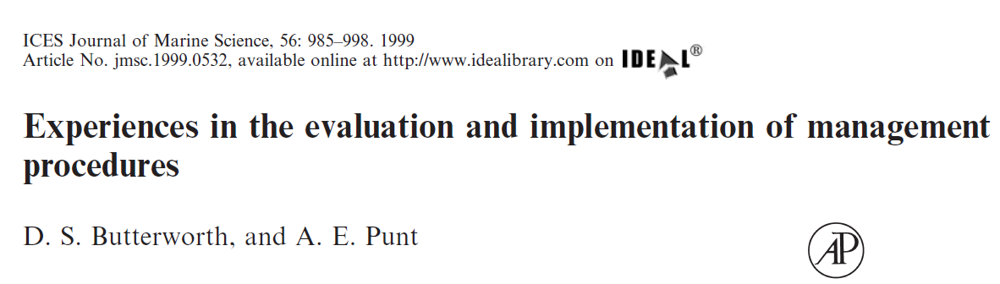 ICES Journal of Marine Science, 56: 985–998. 1999
Article No. jmsc.1999.0532, available online at http://www.idealibrary.com on IDEAL®
Experiences in the evaluation and implementation of management
procedures
D. S. Butterworth, and A. E. Punt
AP